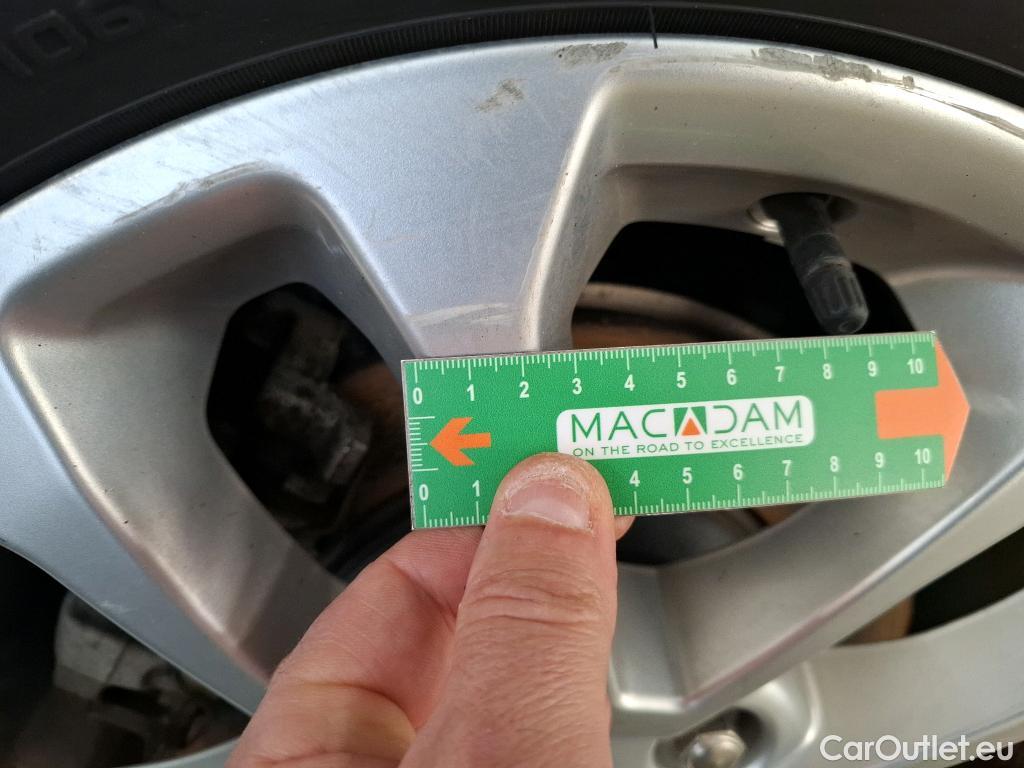 106
0 1 2 3 4 5 6 7 8 9 10
MACADAM
ON THE ROAD TO EXCELLENCE
0 1 4 5 6 7 8 9 10
CarOutlet.eu